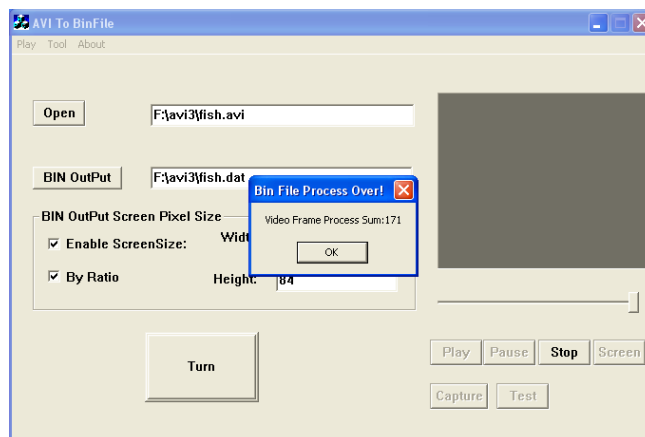 AVI To BinFile
Play Tool About
Open
F:\avi3\fish.avi
BIN OutPut
F:\avi3\fish.dat
Bin File Process Over!
Video Frame Process Sum:171
OK
BIN OutPut Screen Pixel Size
Enable ScreenSize:
By Ratio
Height:
84
Turn
Play Pause Stop Screen
Capture Test